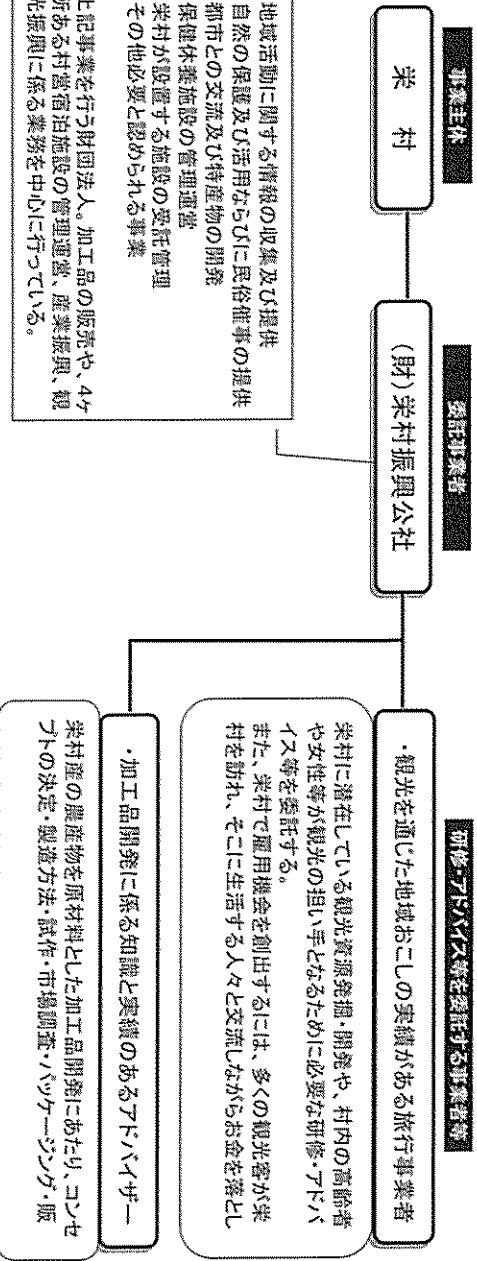 事業主体
栄 村
委託事業者
(財)栄村振興公社
地域活動に関する情報の収集及び提供
自然の保護及び活用ならびに民俗催事の提供
都市との交流及び特産物の開発
保健休養施設の管理運営
栄村が設置する施設の受託管理
その他必要と認められる事業
上記事業を行う財団法人。加工品の販売や、4ヶ
所ある村営宿泊施設の管理運営、産業振興、観
光振興に係る業務を中心に行っている。
研修・アドバイス等を委託する事業者等
・観光を通じた地域おこしの実績がある旅行事業者
栄村に潜在している観光資源発掘・開発や、村内の高齢者
や女性等が観光の担い手となるために必要な研修・アドバ
イス等を委託する。
また、栄村で雇用機会を創出するには、多くの観光客が栄
村を訪れ、そこに生活する人々と交流しながらお金を落とし
・加工品開発に係る知識と実績のあるアドバイザー
栄村産の農産物を原材料とした加工品開発にあたり、コンセ
プトの決定・製造方法・試作・市場調査・パッケージング・販